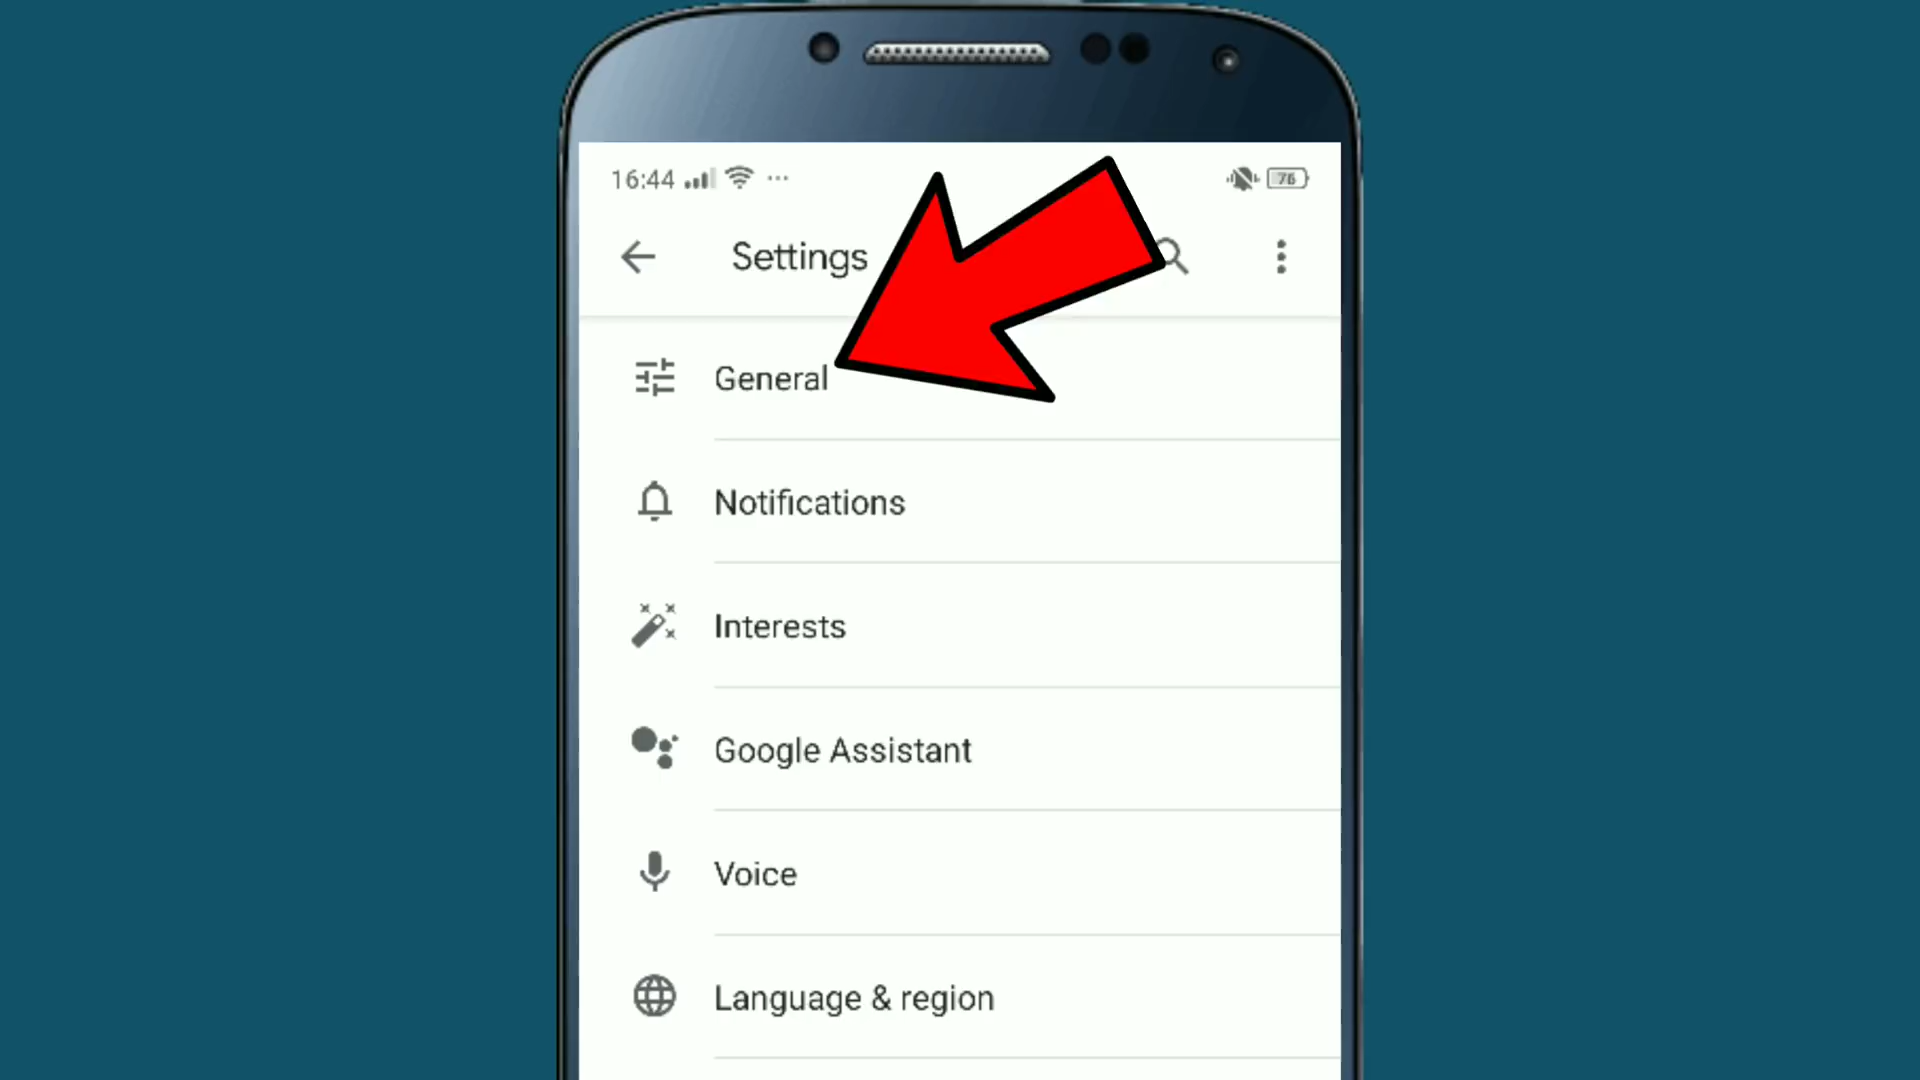 16:44 ... 76
Settings
General
Notifications
Interests
Google Assistant
Voice
Language & region